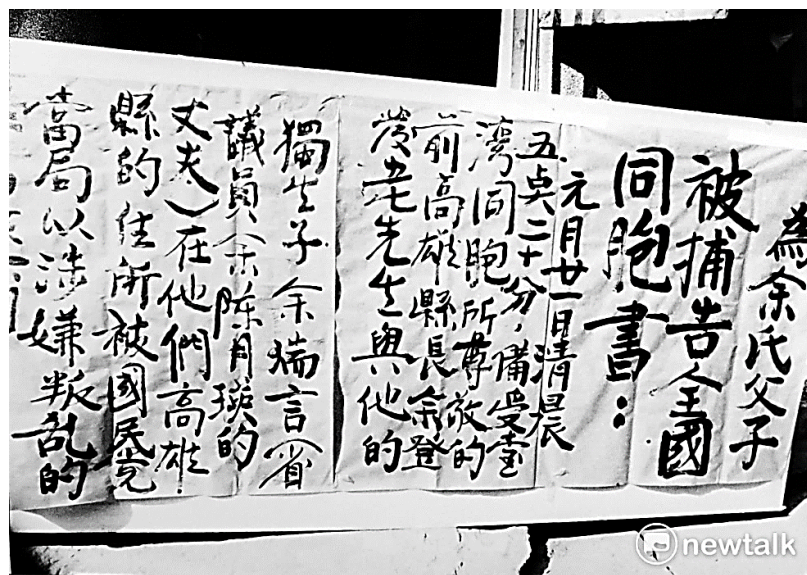 為余氏父子
被捕告全國
同胞書:
元月廿一日清晨
五奌二十分,備受臺
灣同胞所尊敬的
前高雄縣長余登
發老先生與他的
獨生子余瑞言(省
議員余陳月瑛的
丈夫)在他們高雄
縣的住所被國民党
當局以涉嫌叛乱的
newtalk